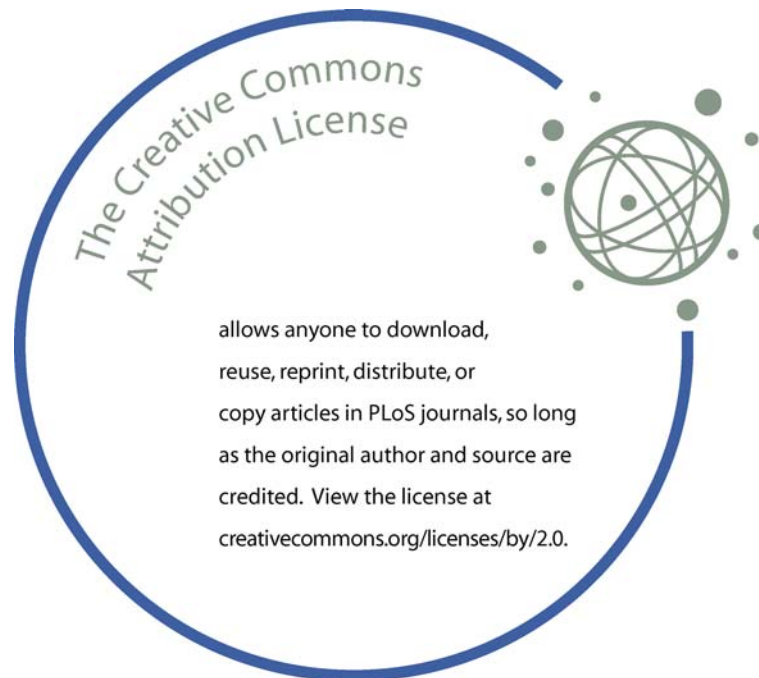 The Creative Commons
Attribution License
allows anyone to download,
reuse, reprint, distribute, or
copy articles in PLoS journals, so long
as the original author and source are
credited. View the license at
creativecommons.org/licenses/by/2.0.